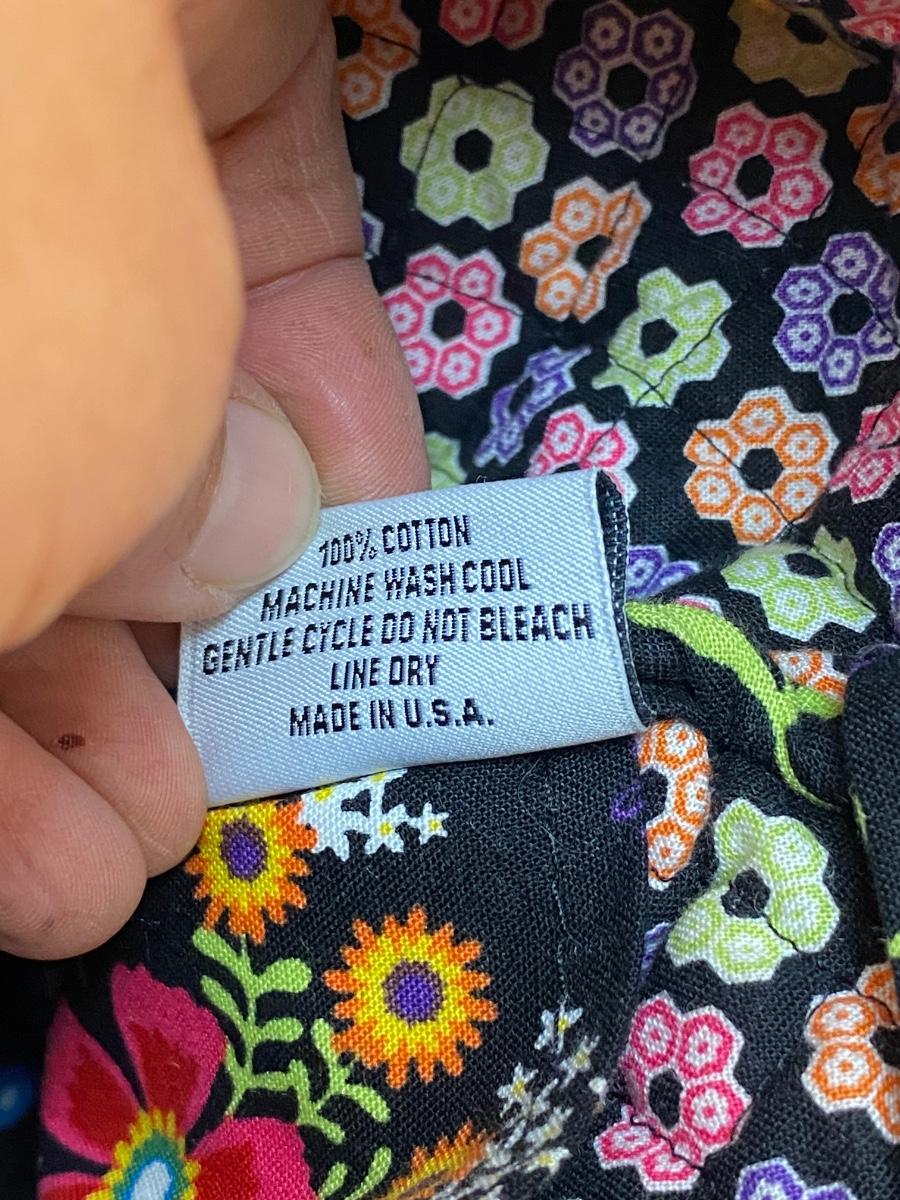 100% COTTON
MACHINE WASH COOL
GENTLE CYCLE DO NOT BLEACH
LINE DRY
MADE IN U.S.A.